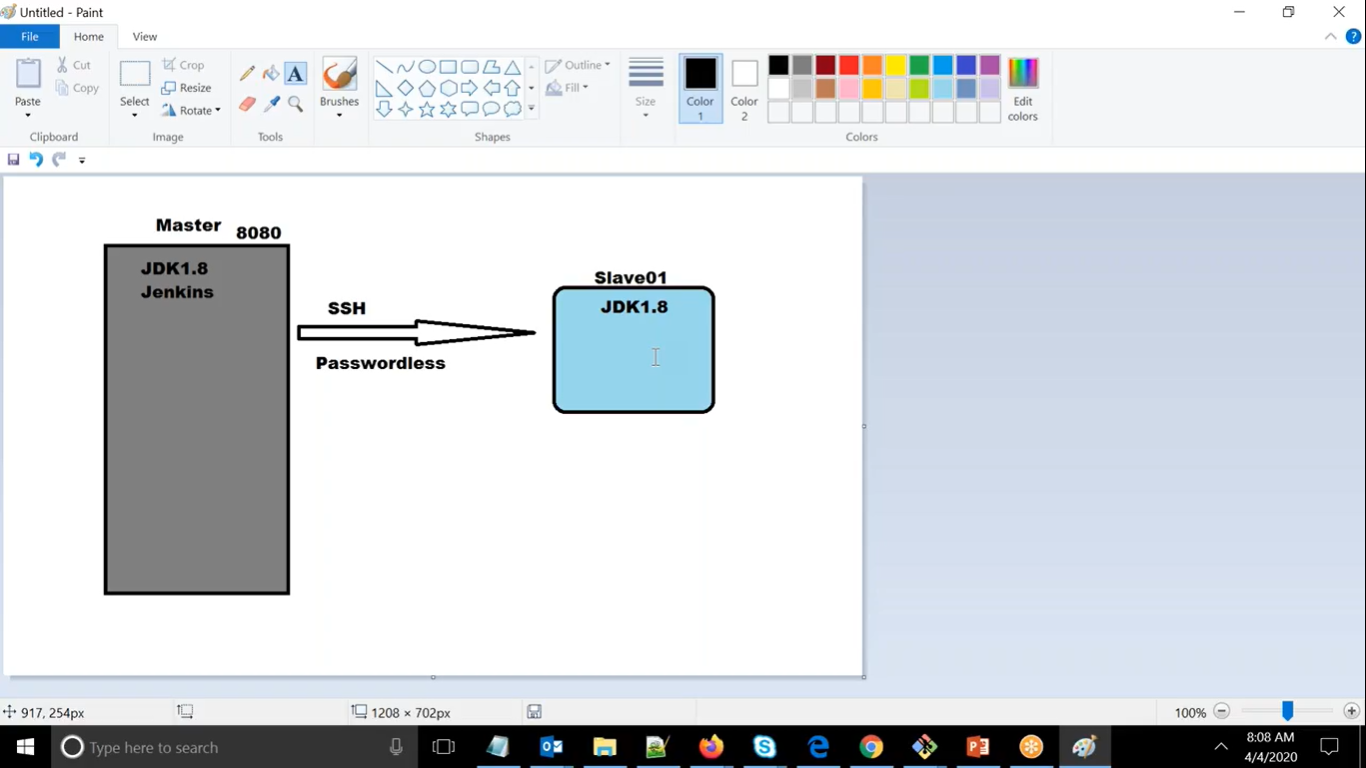 Untitled - Paint
File
Home
View
Paste
Cut
Copy
Clipboard
Select
Crop
Resize
Rotate
Image
A
Tools
Brushes
Shapes
Outline
Fill
Size
Color
1
Color
2
Edit
colors
Colors
?
Master
8080
JDK1.8
Jenkins
SSH
Passwordless
Slave01
JDK1.8
917, 254px
1208 × 702px
100%
Type here to search
8:08 AM
4/4/2020